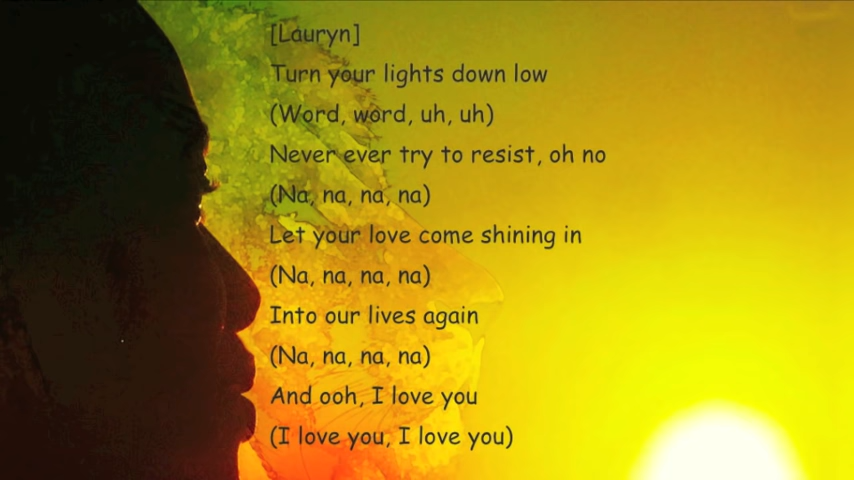 [Lauryn]
Turn your lights down low
(Word, word, uh, uh)
Never ever try to resist, oh no
(Na, na, na, na)
Let your love come shining in
(Na, na, na, na)
Into our lives again
(Na, na, na, na)
And ooh, I love you
(I love you, I love you)